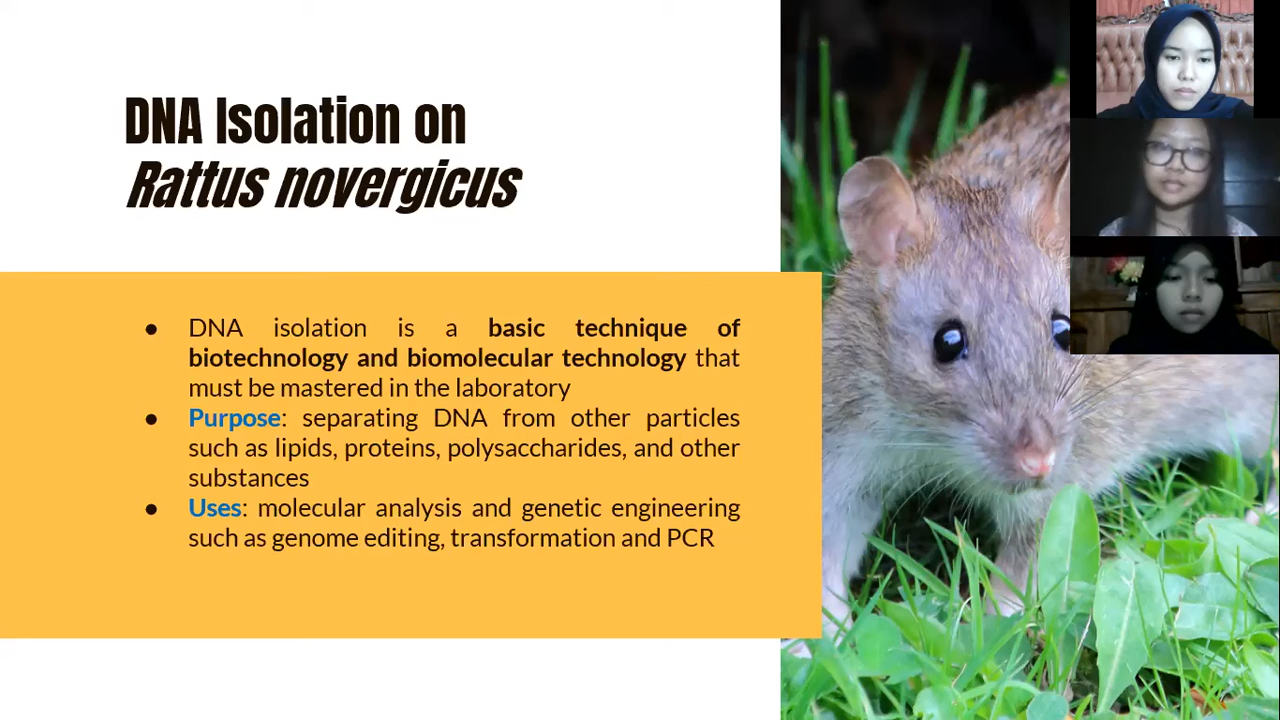 DNA Isolation on
Rattus novergicus
● DNA isolation is a basic technique of
biotechnology and biomolecular technology that
must be mastered in the laboratory
● Purpose: separating DNA from other particles
such as lipids, proteins, polysaccharides, and other
substances
● Uses: molecular analysis and genetic engineering
such as genome editing, transformation and PCR